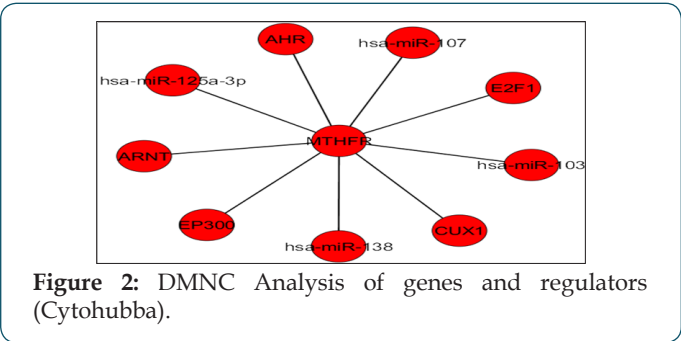 AHR
hsa-miR-107
hsa-miR-125a-3p
E2F1
MTHFR
ARNT
hsa-miR-103
EP300
CUX1
hsa-miR-138
Figure 2: DMNC Analysis of genes and regulators
(Cytohubba).